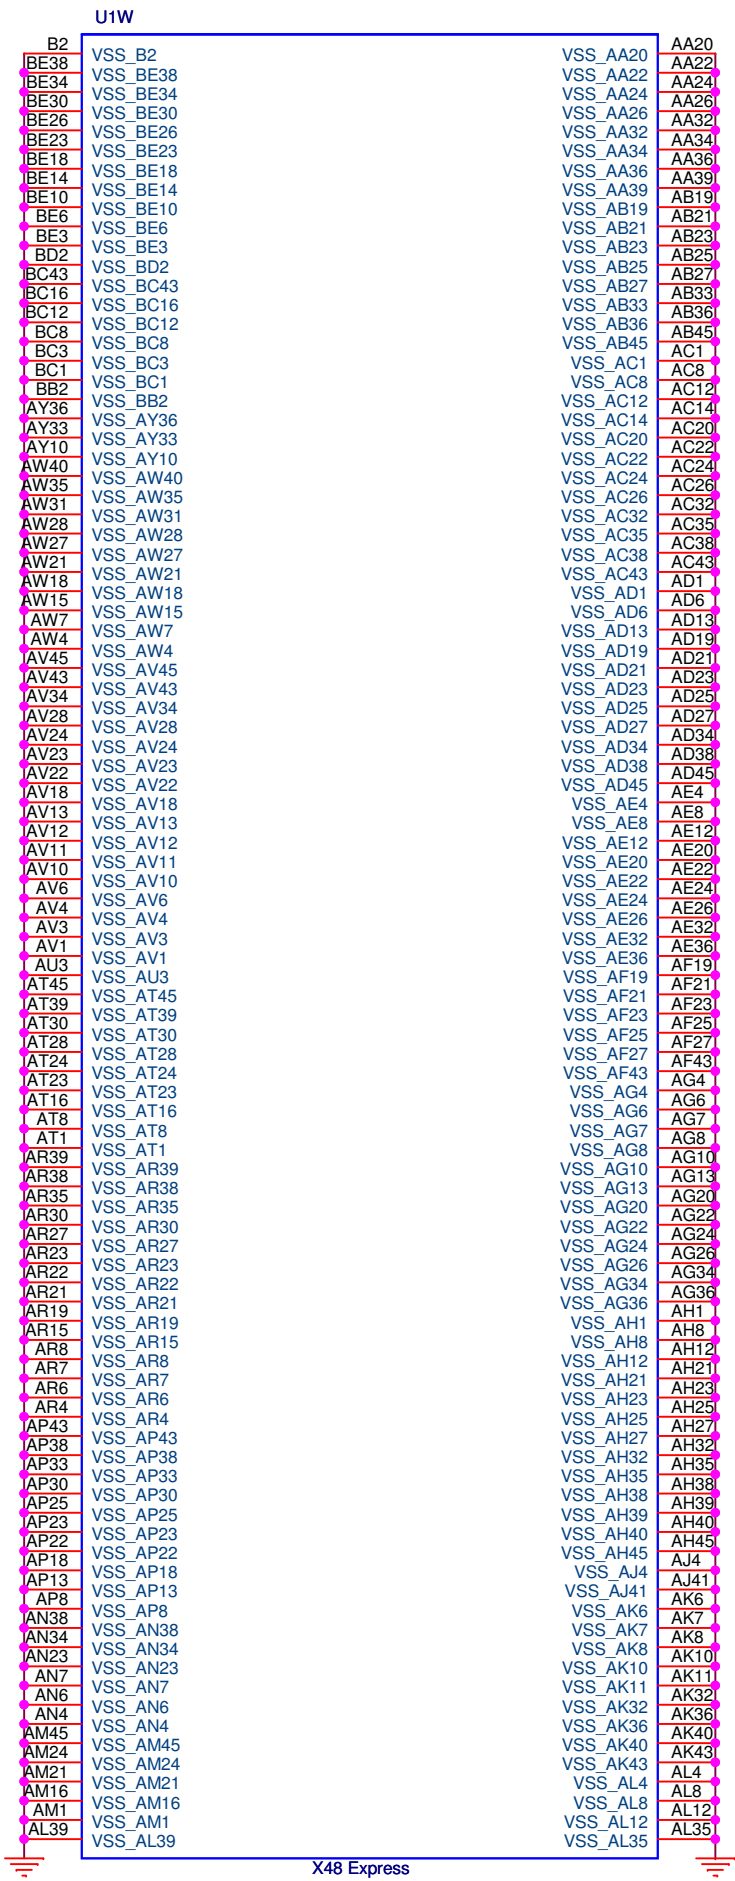 U1W
B2 VSS_B2 VSS_AA20 AA20
BE38 VSS_BE38 VSS_AA22 AA22
BE34 VSS_BE34 VSS_AA24 AA24
BE30 VSS_BE30 VSS_AA26 AA26
BE26 VSS_BE26 VSS_AA32 AA32
BE23 VSS_BE23 VSS_AA34 AA34
BE18 VSS_BE18 VSS_AA36 AA36
BE14 VSS_BE14 VSS_AA39 AA39
BE10 VSS_BE10 VSS_AB19 AB19
BE6 VSS_BE6 VSS_AB21 AB21
BE3 VSS_BE3 VSS_AB23 AB23
BD2 VSS_BD2 VSS_AB25 AB25
BC43 VSS_BC43 VSS_AB27 AB27
BC16 VSS_BC16 VSS_AB33 AB33
BC12 VSS_BC12 VSS_AB36 AB36
BC8 VSS_BC8 VSS_AB45 AB45
BC3 VSS_BC3 VSS_AC1 AC1
BC1 VSS_BC1 VSS_AC8 AC8
BB2 VSS_BB2 VSS_AC12 AC12
AY36 VSS_AY36 VSS_AC14 AC14
AY33 VSS_AY33 VSS_AC20 AC20
AY10 VSS_AY10 VSS_AC22 AC22
AW40 VSS_AW40 VSS_AC24 AC24
AW35 VSS_AW35 VSS_AC26 AC26
AW31 VSS_AW31 VSS_AC32 AC32
AW28 VSS_AW28 VSS_AC35 AC35
AW27 VSS_AW27 VSS_AC38 AC38
AW21 VSS_AW21 VSS_AC43 AC43
AW18 VSS_AW18 VSS_AD1 AD1
AW15 VSS_AW15 VSS_AD6 AD6
AW7 VSS_AW7 VSS_AD13 AD13
AW4 VSS_AW4 VSS_AD19 AD19
AV45 VSS_AV45 VSS_AD21 AD21
AV43 VSS_AV43 VSS_AD23 AD23
AV34 VSS_AV34 VSS_AD25 AD25
AV28 VSS_AV28 VSS_AD27 AD27
AV24 VSS_AV24 VSS_AD34 AD34
AV23 VSS_AV23 VSS_AD38 AD38
AV22 VSS_AV22 VSS_AD45 AD45
AV18 VSS_AV18 VSS_AE4 AE4
AV13 VSS_AV13 VSS_AE8 AE8
AV12 VSS_AV12 VSS_AE12 AE12
AV11 VSS_AV11 VSS_AE20 AE20
AV10 VSS_AV10 VSS_AE22 AE22
AV6 VSS_AV6 VSS_AE24 AE24
AV4 VSS_AV4 VSS_AE26 AE26
AV3 VSS_AV3 VSS_AE32 AE32
AV1 VSS_AV1 VSS_AE36 AE36
AU3 VSS_AU3 VSS_AF19 AF19
AT45 VSS_AT45 VSS_AF21 AF21
AT39 VSS_AT39 VSS_AF23 AF23
AT30 VSS_AT30 VSS_AF25 AF25
AT28 VSS_AT28 VSS_AF27 AF27
AT24 VSS_AT24 VSS_AF43 AF43
AT23 VSS_AT23 VSS_AG4 AG4
AT16 VSS_AT16 VSS_AG6 AG6
AT8 VSS_AT8 VSS_AG7 AG7
AT1 VSS_AT1 VSS_AG8 AG8
AR39 VSS_AR39 VSS_AG10 AG10
AR38 VSS_AR38 VSS_AG13 AG13
AR35 VSS_AR35 VSS_AG20 AG20
AR30 VSS_AR30 VSS_AG22 AG22
AR27 VSS_AR27 VSS_AG24 AG24
AR23 VSS_AR23 VSS_AG26 AG26
AR22 VSS_AR22 VSS_AG34 AG34
AR21 VSS_AR21 VSS_AG36 AG36
AR19 VSS_AR19 VSS_AH1 AH1
AR15 VSS_AR15 VSS_AH8 AH8
AR8 VSS_AR8 VSS_AH12 AH12
AR7 VSS_AR7 VSS_AH21 AH21
AR6 VSS_AR6 VSS_AH23 AH23
AR4 VSS_AR4 VSS_AH25 AH25
AP43 VSS_AP43 VSS_AH27 AH27
AP38 VSS_AP38 VSS_AH32 AH32
AP33 VSS_AP33 VSS_AH35 AH35
AP30 VSS_AP30 VSS_AH38 AH38
AP25 VSS_AP25 VSS_AH39 AH39
AP23 VSS_AP23 VSS_AH40 AH40
AP22 VSS_AP22 VSS_AH45 AH45
AP18 VSS_AP18 VSS_AJ4 AJ4
AP13 VSS_AP13 VSS_AJ41 AJ41
AP8 VSS_AP8 VSS_AK6 AK6
AN38 VSS_AN38 VSS_AK7 AK7
AN34 VSS_AN34 VSS_AK8 AK8
AN23 VSS_AN23 VSS_AK10 AK10
AN7 VSS_AN7 VSS_AK11 AK11
AN6 VSS_AN6 VSS_AK32 AK32
AN4 VSS_AN4 VSS_AK36 AK36
AM45 VSS_AM45 VSS_AK40 AK40
AM24 VSS_AM24 VSS_AK43 AK43
AM21 VSS_AM21 VSS_AL4 AL4
AM16 VSS_AM16 VSS_AL8 AL8
AM1 VSS_AM1 VSS_AL12 AL12
AL39 VSS_AL39 VSS_AL35 AL35
X48 Express